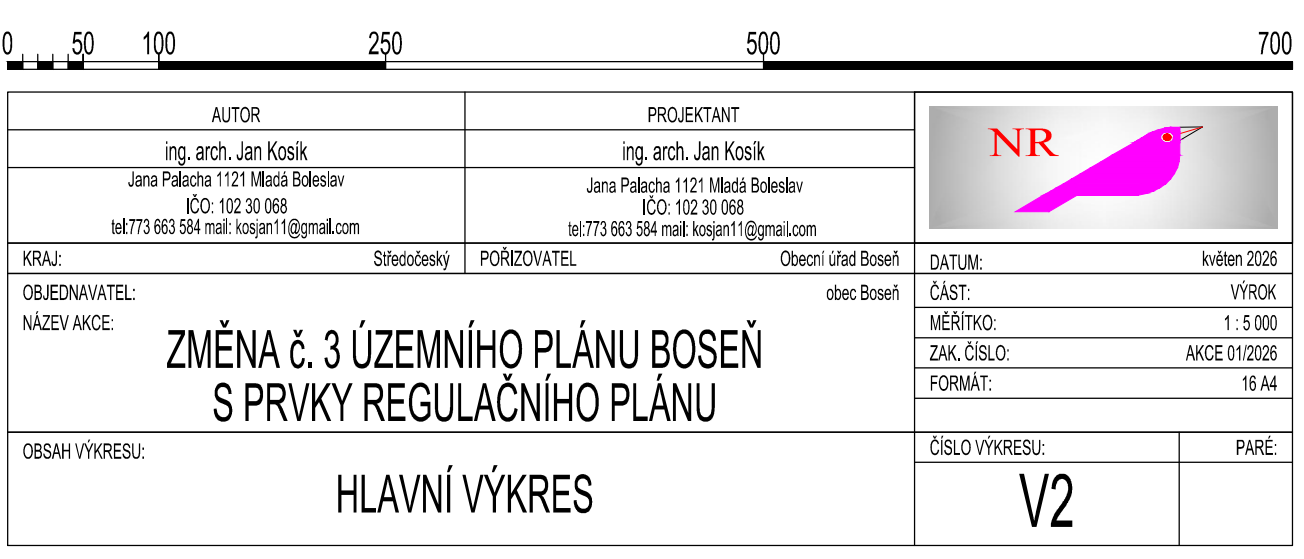 0 50 100 250 500 700
AUTOR
ing. arch. Jan Kosík
Jana Palacha 1121 Mladá Boleslav
IČO: 102 30 068
tel:773 663 584 mail: kosjan11@gmail.com
PROJEKTANT
ing. arch. Jan Kosík
Jana Palacha 1121 Mladá Boleslav
IČO: 102 30 068
tel:773 663 584 mail: kosjan11@gmail.com
NR
KRAJ: Středočeský
POŘIZOVATEL Obecní úřad Boseň
OBJEDNAVATEL: obec Boseň
NÁZEV AKCE:
ZMĚNA č. 3 ÚZEMNÍHO PLÁNU BOSEŇ
S PRVKY REGULAČNÍHO PLÁNU
DATUM: květen 2026
ČÁST: VÝROK
MĚŘÍTKO: 1 : 5 000
ZAK. ČÍSLO: AKCE 01/2026
FORMÁT: 16 A4
OBSAH VÝKRESU:
HLAVNÍ VÝKRES
ČÍSLO VÝKRESU:
V2
PARÉ: